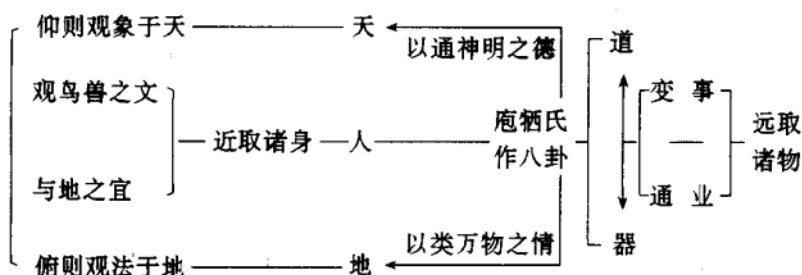 仰则观象于天 天 以通神明之德 道
观鸟兽之文 变 事
近取诸身 人 庖牺氏 作八卦 远取 诸物
与地之宜 通 业
俯则观法于地 地 以类万物之情 器